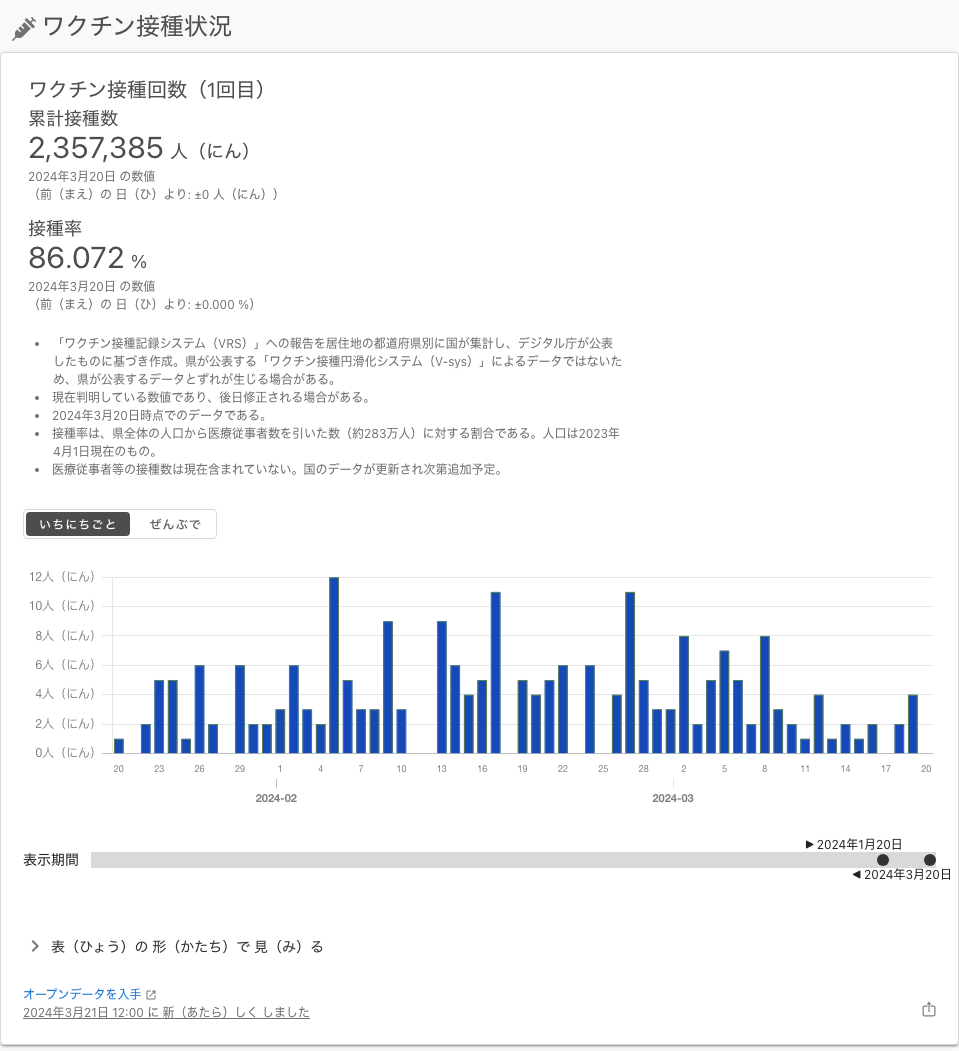 ワクチン接種状況
ワクチン接種回数（1回目）
累計接種数
2,357,385 人（にん）
2024年3月20日 の数値
（前（まえ）の 日（ひ）より: ±0 人（にん））
接種率
86.072 %
2024年3月20日 の数値
（前（まえ）の 日（ひ）より: ±0.000 %）
• 「ワクチン接種記録システム（VRS）」への報告を居住地の都道府県別に国が集計し、デジタル庁が公表
したものに基づき作成。県が公表する「ワクチン接種円滑化システム（V-sys）」によるデータではないた
め、県が公表するデータとずれが生じる場合がある。
• 現在判明している数値であり、後日修正される場合がある。
• 2024年3月20日時点でのデータである。
• 接種率は、県全体の人口から医療従事者数を引いた数（約283万人）に対する割合である。人口は2023年
4月1日現在のもの。
• 医療従事者等の接種数は現在含まれていない。国のデータが更新され次第追加予定。
いちにちごと ぜんぶで
12人（にん）
10人（にん）
8人（にん）
6人（にん）
4人（にん）
2人（にん）
0人（にん）
20 23 26 29 1 4 7 10 13 16 19 22 25 28 2 5 8 11 14 17 20
2024-02 2024-03
▶ 2024年1月20日
表示期間
◀ 2024年3月20日
表（ひょう）の 形（かたち）で 見（み）る
オープンデータを入手
2024年3月21日 12:00 に 新（あたら）しく しました